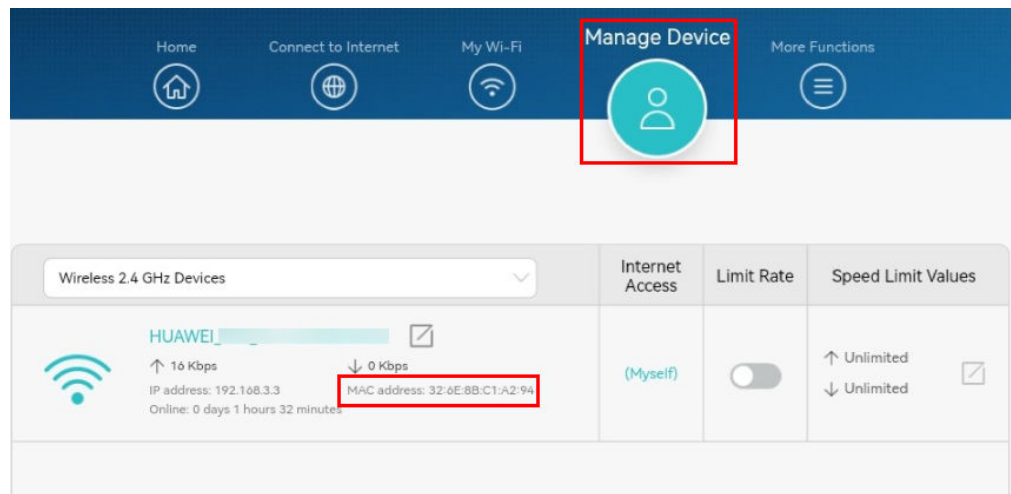 Home
Connect to Internet
My Wi-Fi
Manage Device
More Functions
Wireless 2.4 GHz Devices
Internet Access
Limit Rate
Speed Limit Values
HUAWEI_
↑ 16 Kbps
↓ 0 Kbps
IP address: 192.168.3.3
MAC address: 32:6E:8B:C1:A2:94
Online: 0 days 1 hours 32 minutes
(Myself)
↑ Unlimited
↓ Unlimited